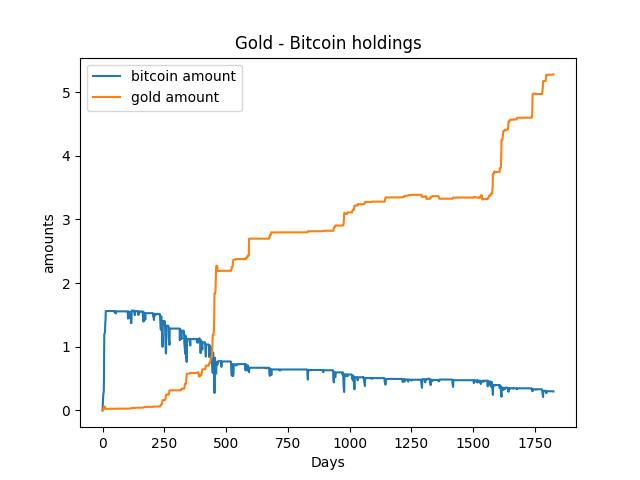 Gold - Bitcoin holdings
bitcoin amount
gold amount
5
4
3
2
1
0
amounts
0 250 500 750 1000 1250 1500 1750
Days